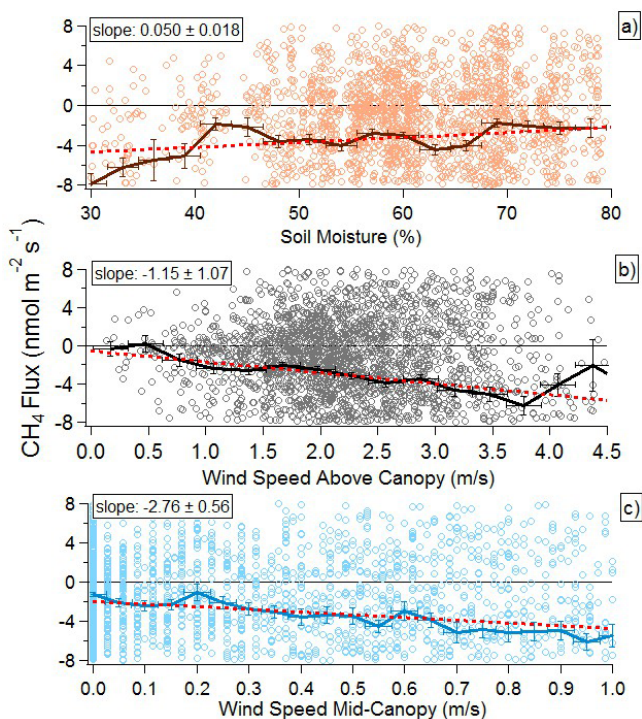 slope: 0.050 ± 0.018
a)
8
4
0
-4
-8
30 40 50 60 70 80
Soil Moisture (%)
CH₄ Flux (nmol m⁻² s⁻¹)
slope: -1.15 ± 1.07
b)
8
4
0
-4
-8
0.0 0.5 1.0 1.5 2.0 2.5 3.0 3.5 4.0 4.5
Wind Speed Above Canopy (m/s)
slope: -2.76 ± 0.56
c)
8
4
0
-4
-8
0.0 0.1 0.2 0.3 0.4 0.5 0.6 0.7 0.8 0.9 1.0
Wind Speed Mid-Canopy (m/s)